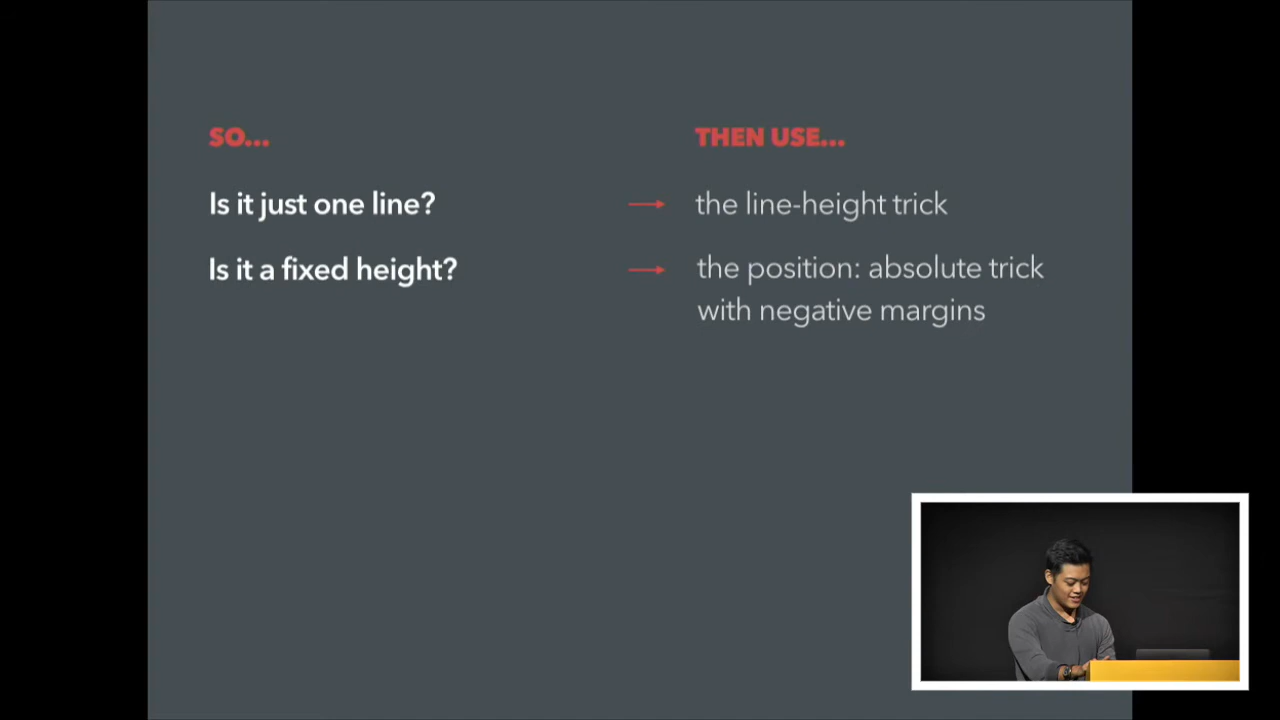 SO...
THEN USE...
Is it just one line?
the line-height trick
Is it a fixed height?
the position: absolute trick
with negative margins